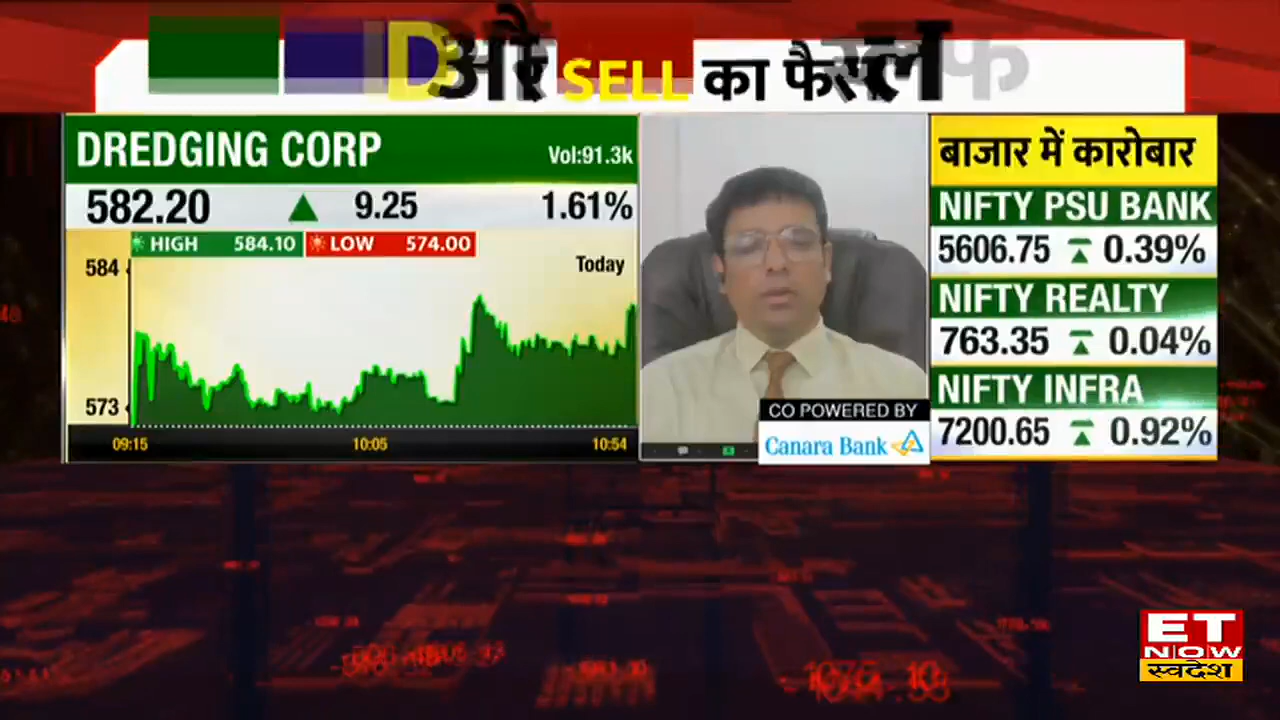 और SELL का फैसल
DREDGING CORP Vol:91.3k
582.20 9.25 1.61%
HIGH 584.10 LOW 574.00
584 Today
573
09:15 10:05 10:54
CO POWERED BY
Canara Bank
बाजार में कारोबार
NIFTY PSU BANK
5606.75 0.39%
NIFTY REALTY
763.35 0.04%
NIFTY INFRA
7200.65 0.92%
ET
NOW
स्वदेश